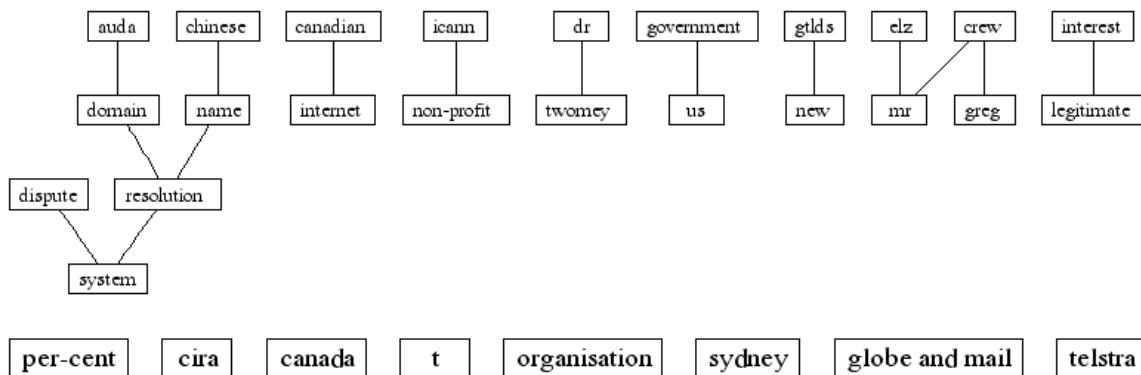 auda chinese canadian icann dr government gtlds elz crew interest
domain name internet non-profit twomey us new mr greg legitimate
dispute resolution
system
per-cent cira canada t organisation sydney globe and mail telstra